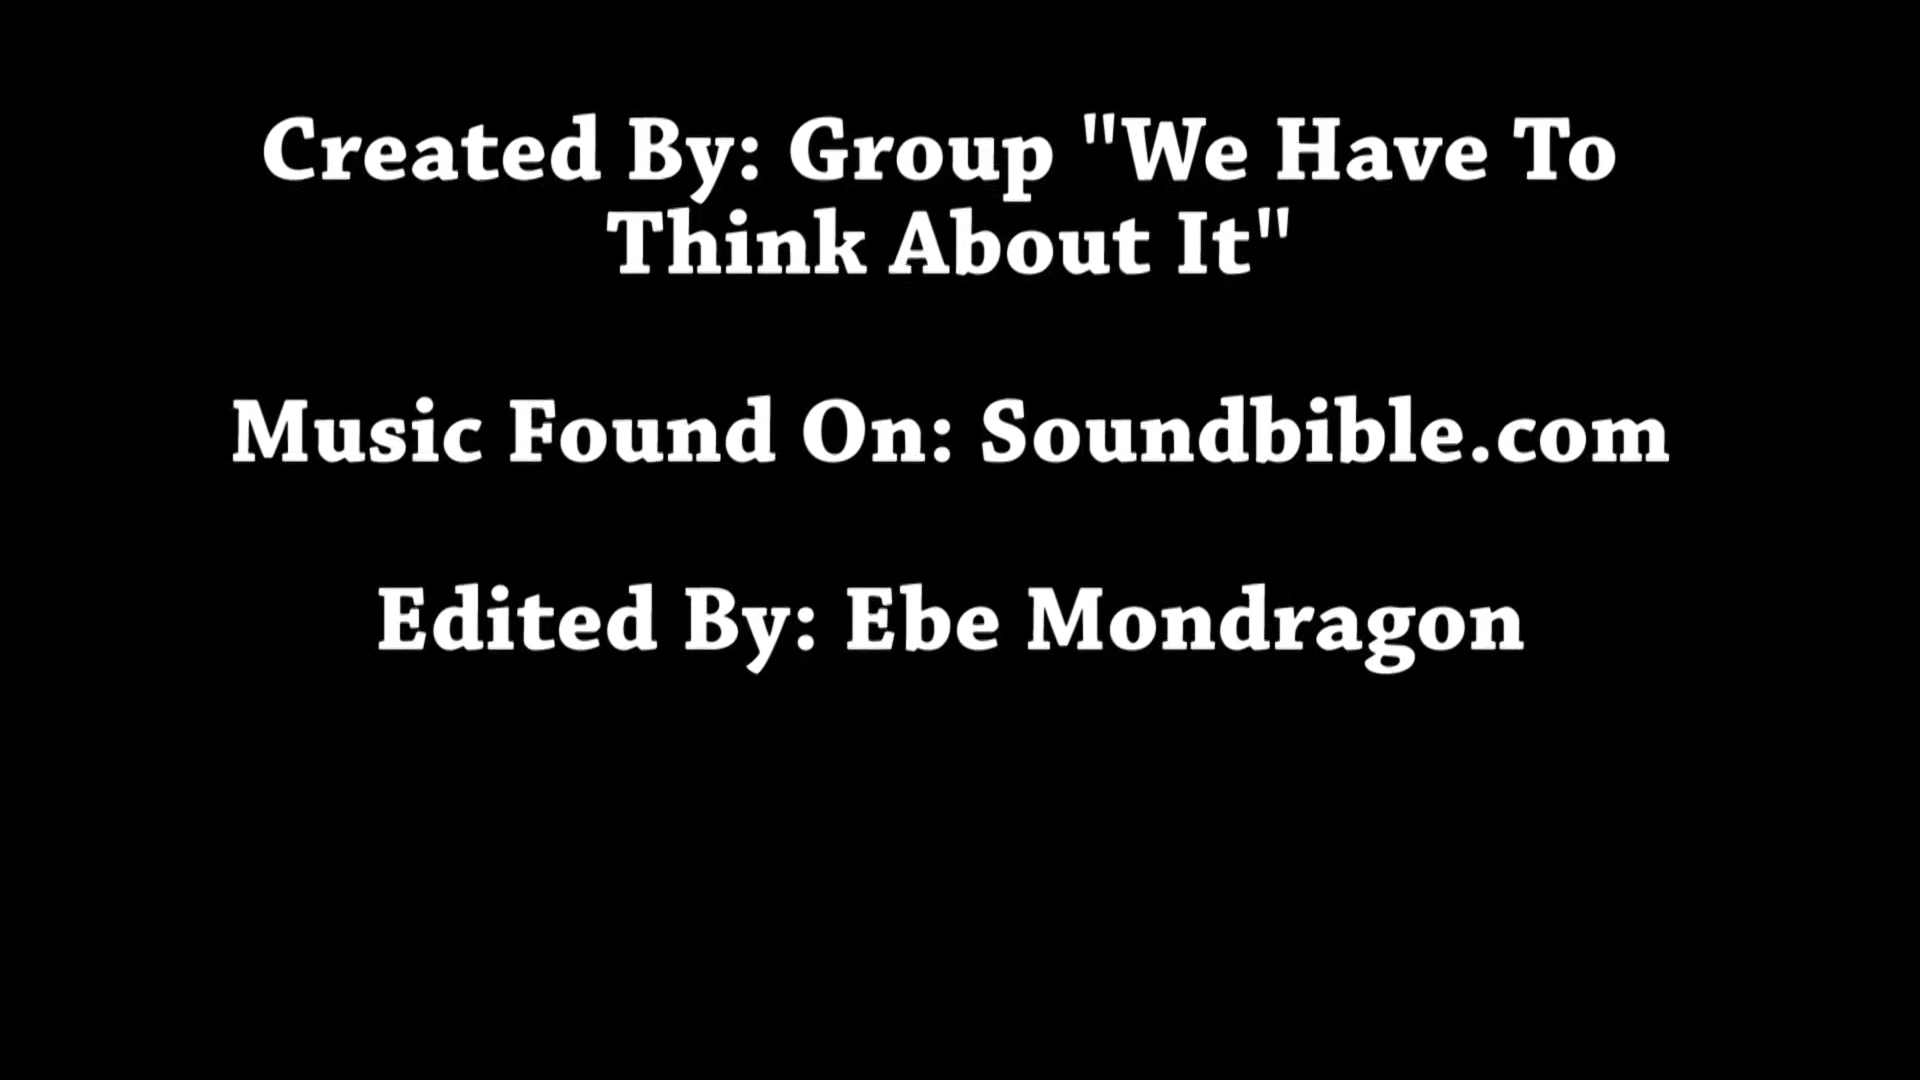 Created By: Group "We Have To
Think About It"
Music Found On: Soundbible.com
Edited By: Ebe Mondragon